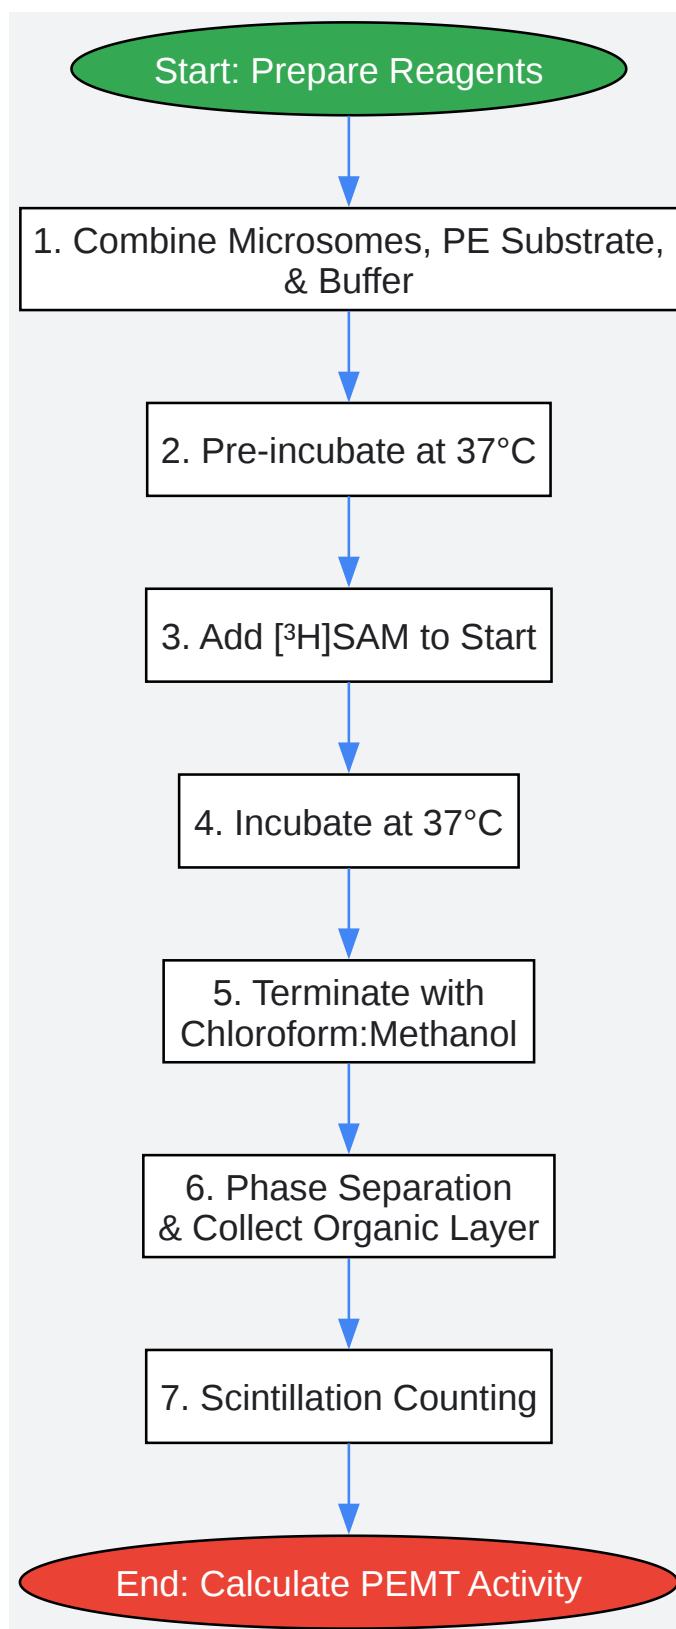 Start: Prepare Reagents
1. Combine Microsomes, PE Substrate,
& Buffer
2. Pre-incubate at 37°C
3. Add [³H]SAM to Start
4. Incubate at 37°C
5. Terminate with
Chloroform:Methanol
6. Phase Separation
& Collect Organic Layer
7. Scintillation Counting
End: Calculate PEMT Activity